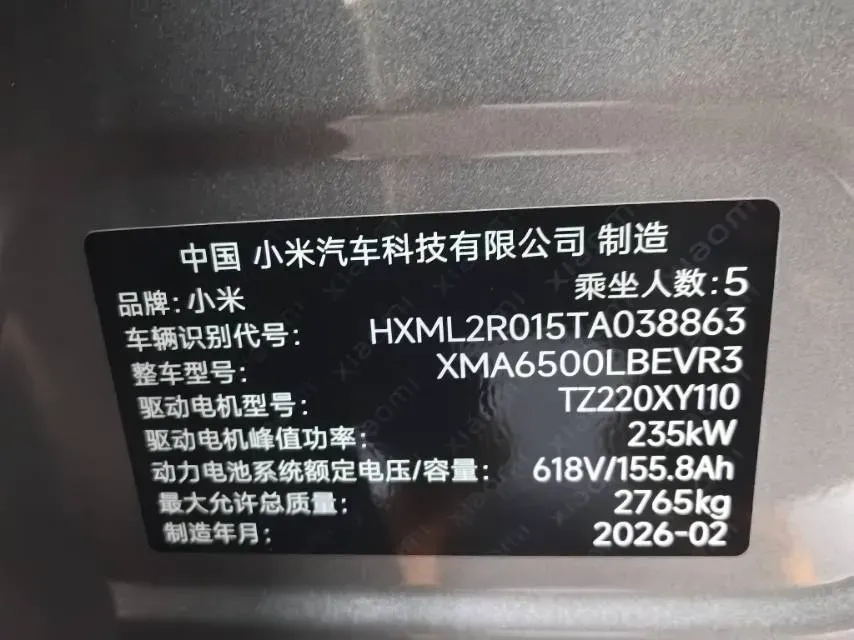 中国 小米汽车科技有限公司 制造
品牌:小米 乘坐人数:5
车辆识别代号: HXML2R015TA038863
整车型号: XMA6500LBEVR3
驱动电机型号: TZ220XY110
驱动电机峰值功率: 235kW
动力电池系统额定电压/容量: 618V/155.8Ah
最大允许总质量: 2765kg
制造年月: 2026-02